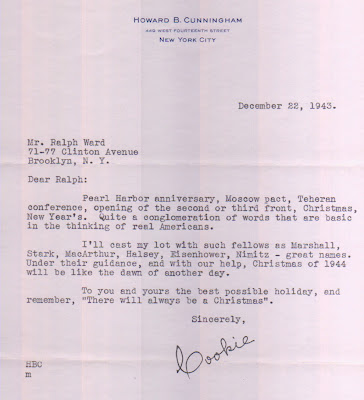 HOWARD B. CUNNINGHAM
440 WEST FOURTEENTH STREET
NEW YORK CITY
December 22, 1943.
Mr. Ralph Ward
71-77 Clinton Avenue
Brooklyn, N. Y.
Dear Ralph:
Pearl Harbor anniversary, Moscow pact, Teheran
conference, opening of the second or third front, Christmas,
New Year's. Quite a conglomeration of words that are basic
in the thinking of real Americans.
I'll cast my lot with such fellows as Marshall,
Stark, MacArthur, Halsey, Eisenhower, Nimitz - great names.
Under their guidance, and with our help, Christmas of 1944
will be like the dawn of another day.
To you and yours the best possible holiday, and
remember, "There will always be a Christmas".
Sincerely,
Cookie
HBC
m